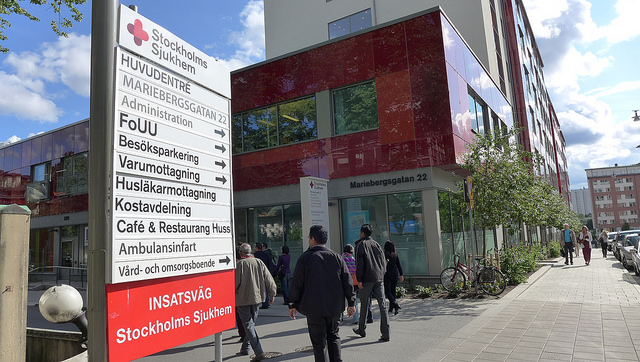 Stockholms
Sjukhem
HUVUDENTRÉ
MARIEBERGSGATAN 22
Administration
FoUU
Besöksparkering
Varumottagning
Husläkarmottagning
Kostavdelning
Café & Restaurang Huss
Ambulansinfart
Vård- och omsorgsboende
INSATSVÄG
Stockholms Sjukhem
Mariebergsgatan 22